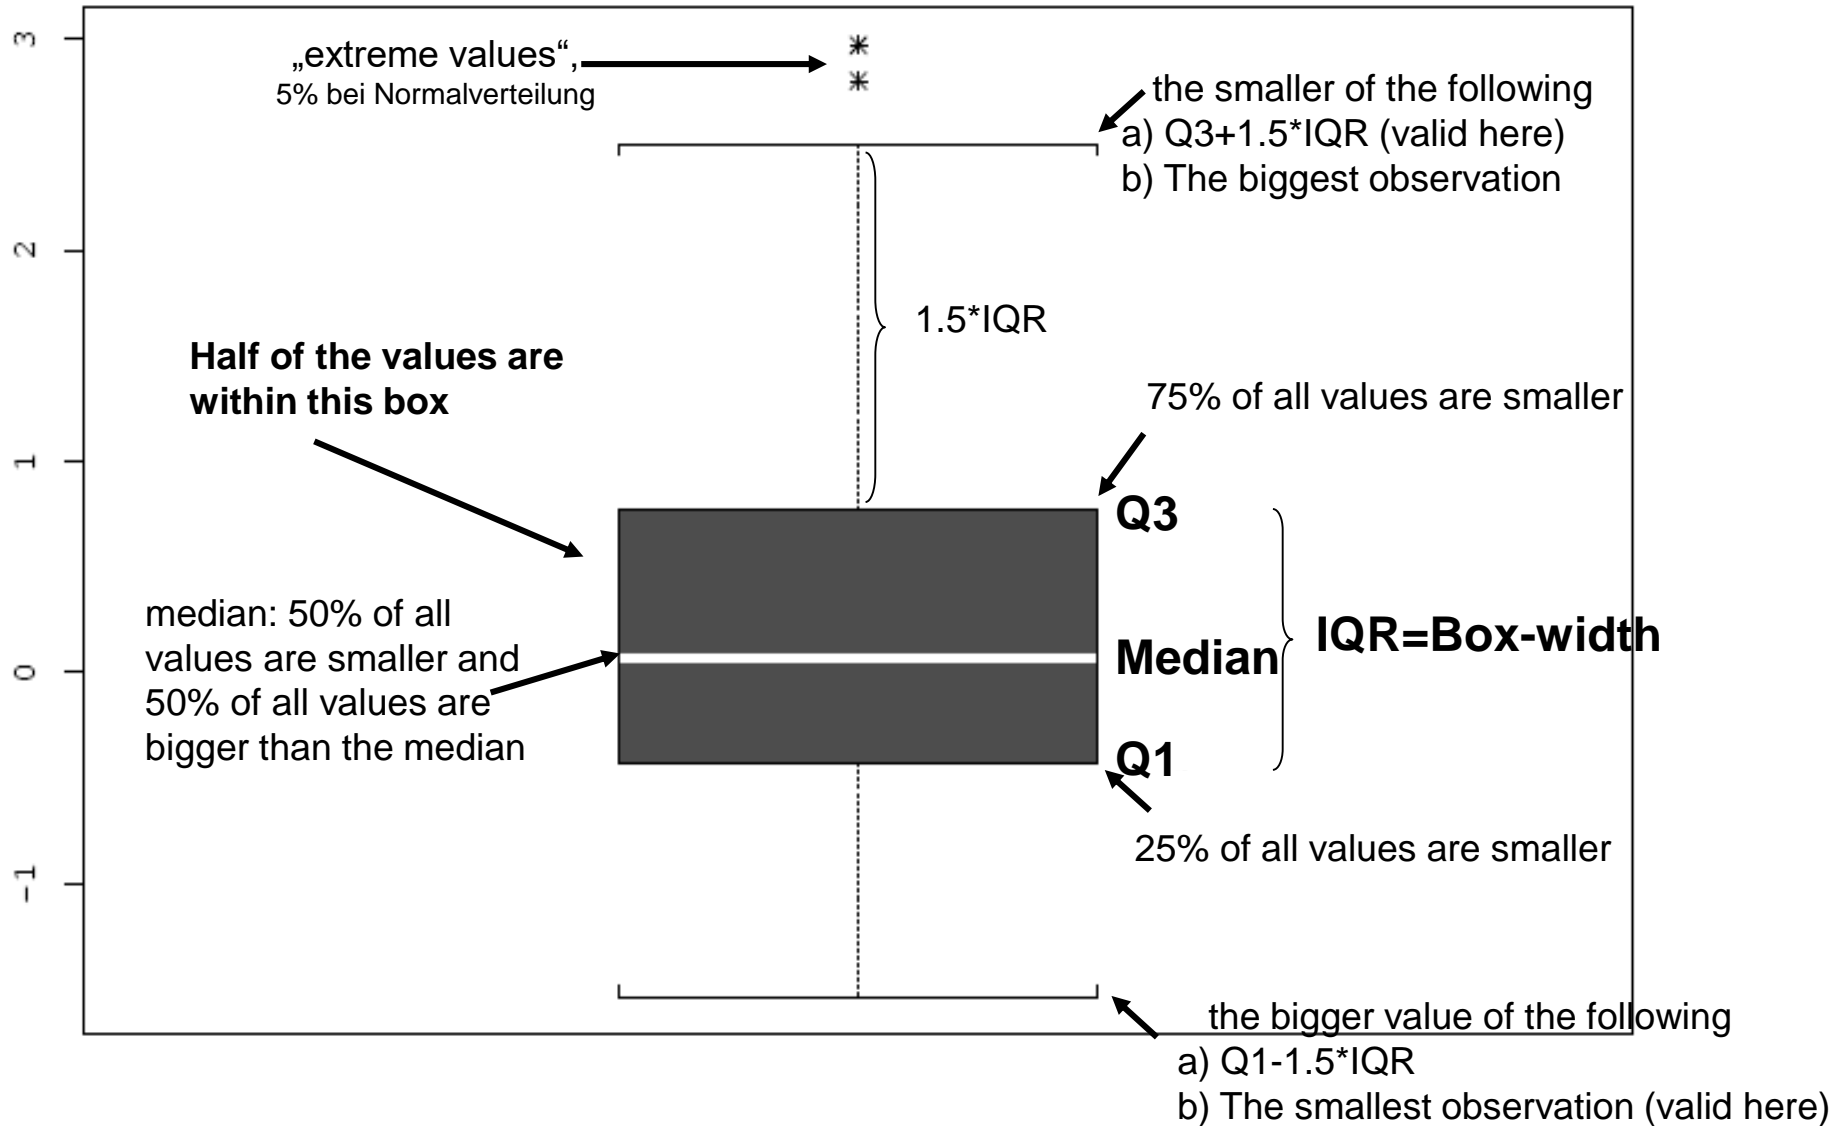 3
„extreme values“,
5% bei Normalverteilung
the smaller of the following
a) Q3+1.5*IQR (valid here)
b) The biggest observation
2
1.5*IQR
Half of the values are
within this box
75% of all values are smaller
1
Q3
median: 50% of all
values are smaller and
50% of all values are
bigger than the median
IQR=Box-width
Median
0
Q1
25% of all values are smaller
-1
the bigger value of the following
a) Q1-1.5*IQR
b) The smallest observation (valid here)